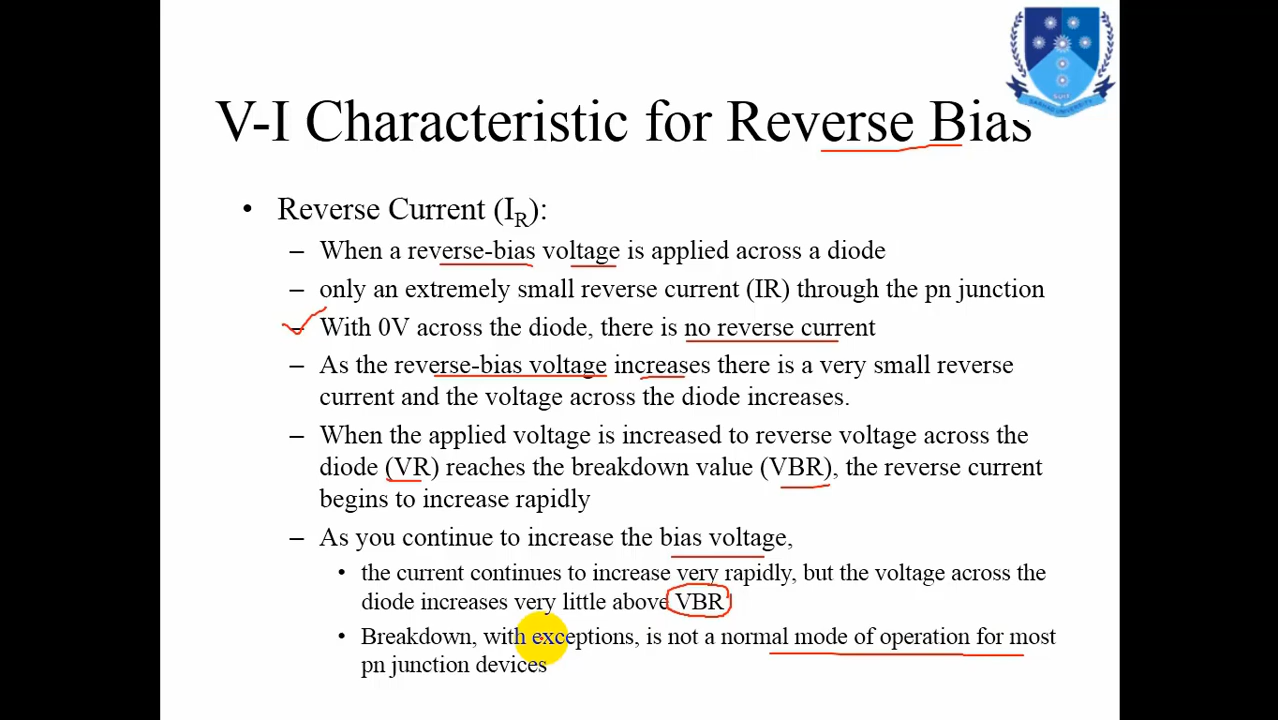 V-I Characteristic for Reverse Bias
• Reverse Current (IR):
– When a reverse-bias voltage is applied across a diode
– only an extremely small reverse current (IR) through the pn junction
– With 0V across the diode, there is no reverse current
– As the reverse-bias voltage increases there is a very small reverse
current and the voltage across the diode increases.
– When the applied voltage is increased to reverse voltage across the
diode (VR) reaches the breakdown value (VBR), the reverse current
begins to increase rapidly
– As you continue to increase the bias voltage,
• the current continues to increase very rapidly, but the voltage across the
diode increases very little above VBR
• Breakdown, with exceptions, is not a normal mode of operation for most
pn junction devices